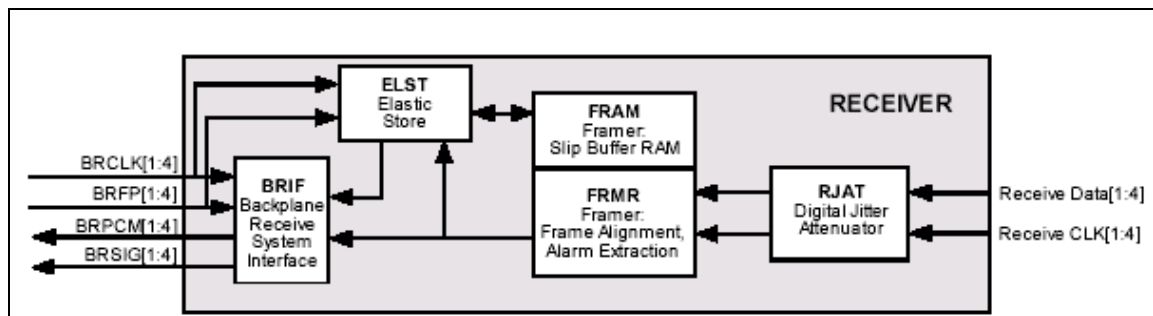 RECEIVER
ELST
Elastic
Store
FRAM
Framer:
Slip Buffer RAM
BRCLK[1:4]
BRFP[1:4]
BRPCM[1:4]
BRSIG[1:4]
BRIF
Backplane
Receive
System
Interface
FRMR
Framer:
Frame Alignment,
Alarm Extraction
RJAT
Digital Jitter
Attenuator
Receive Data[1:4]
Receive CLK[1:4]